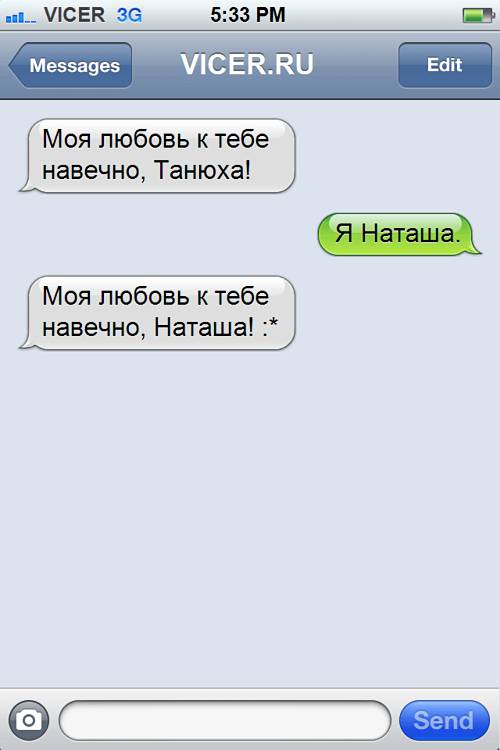 VICER 3G 5:33 PM
Messages VICER.RU Edit
Моя любовь к тебе
навечно, Танюха!
Я Наташа.
Моя любовь к тебе
навечно, Наташа! :*
Send